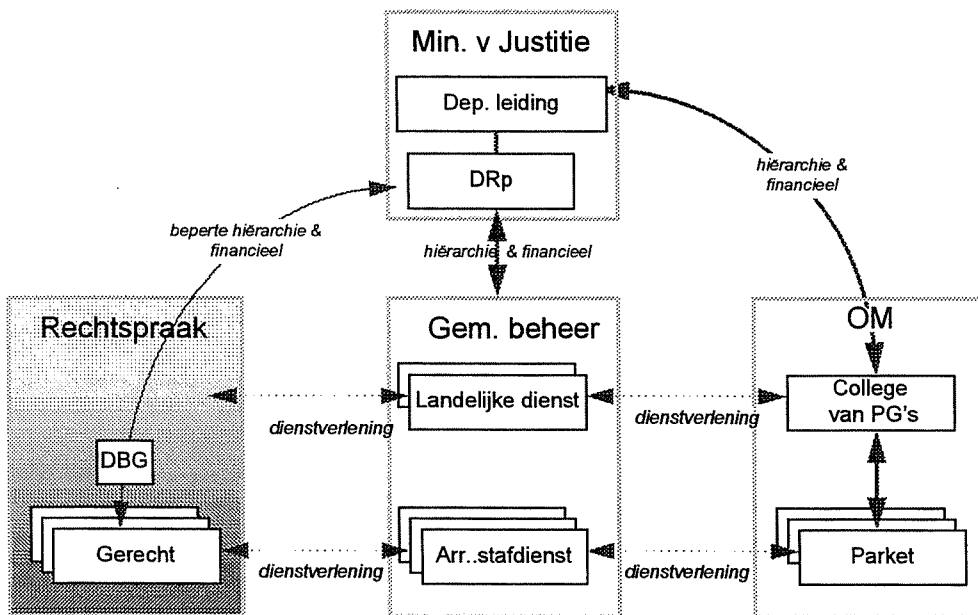 Min. v Justitie
Dep. leiding
DRp
hiërarchie &
financieel
beperte hiërarchie &
financieel
hiërarchie & financieel
Rechtspraak
Gem. beheer
OM
Landelijke dienst
College
van PG's
dienstverlening
dienstverlening
DBG
Gerecht
Arr..stafdienst
Parket
dienstverlening
dienstverlening